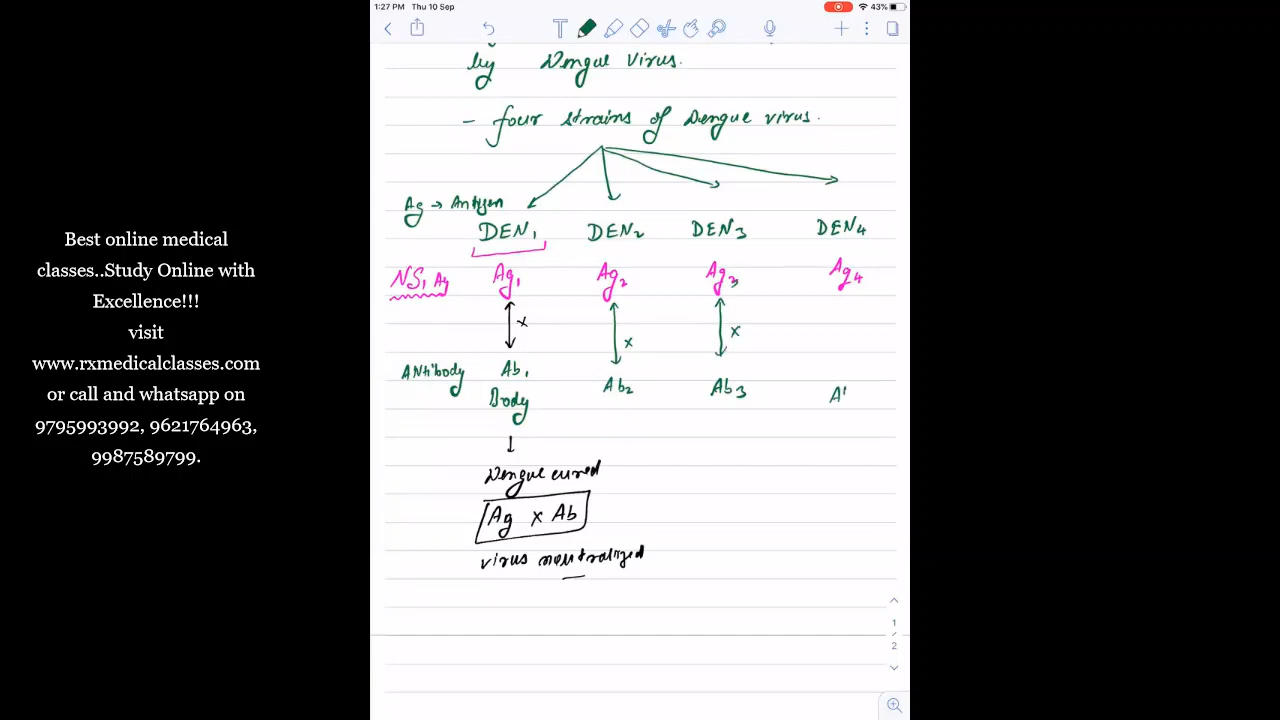 1:27 PM Thu 10 Sep
43%
by Dengue Virus.
- four strains of Dengue virus.
Ag → Antigen
DEN1 DEN2 DEN3 DEN4
NS1 Ag Ag1 Ag2 Ag3 Ag4
x x x
Antibody Ab1 Ab2 Ab3 A
Body
Dengue cured
Ag x Ab
virus neutralized
Best online medical
classes..Study Online with
Excellence!!!
visit
www.rxmedicalclasses.com
or call and whatsapp on
9795993992, 9621764963,
9987589799.
1
2